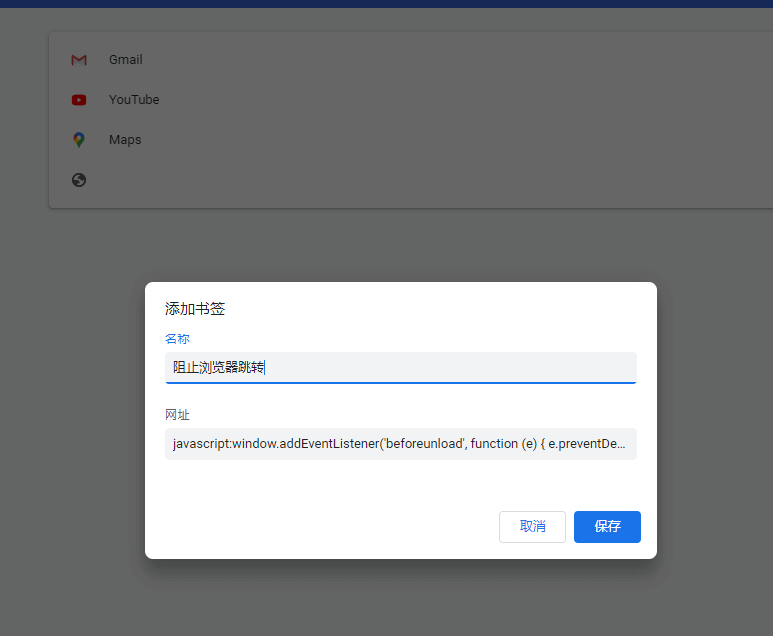 Gmail
YouTube
Maps
添加书签
名称
阻止浏览器跳转
网址
javascript:window.addEventListener('beforeunload', function (e) { e.preventDe...
取消
保存